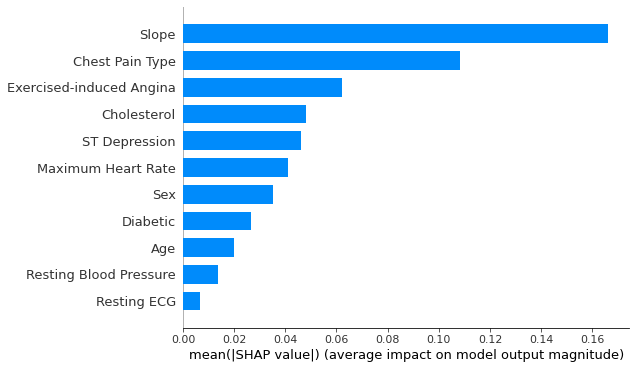 Slope
Chest Pain Type
Exercised-induced Angina
Cholesterol
ST Depression
Maximum Heart Rate
Sex
Diabetic
Age
Resting Blood Pressure
Resting ECG
0.00 0.02 0.04 0.06 0.08 0.10 0.12 0.14 0.16
mean(|SHAP value|) (average impact on model output magnitude)